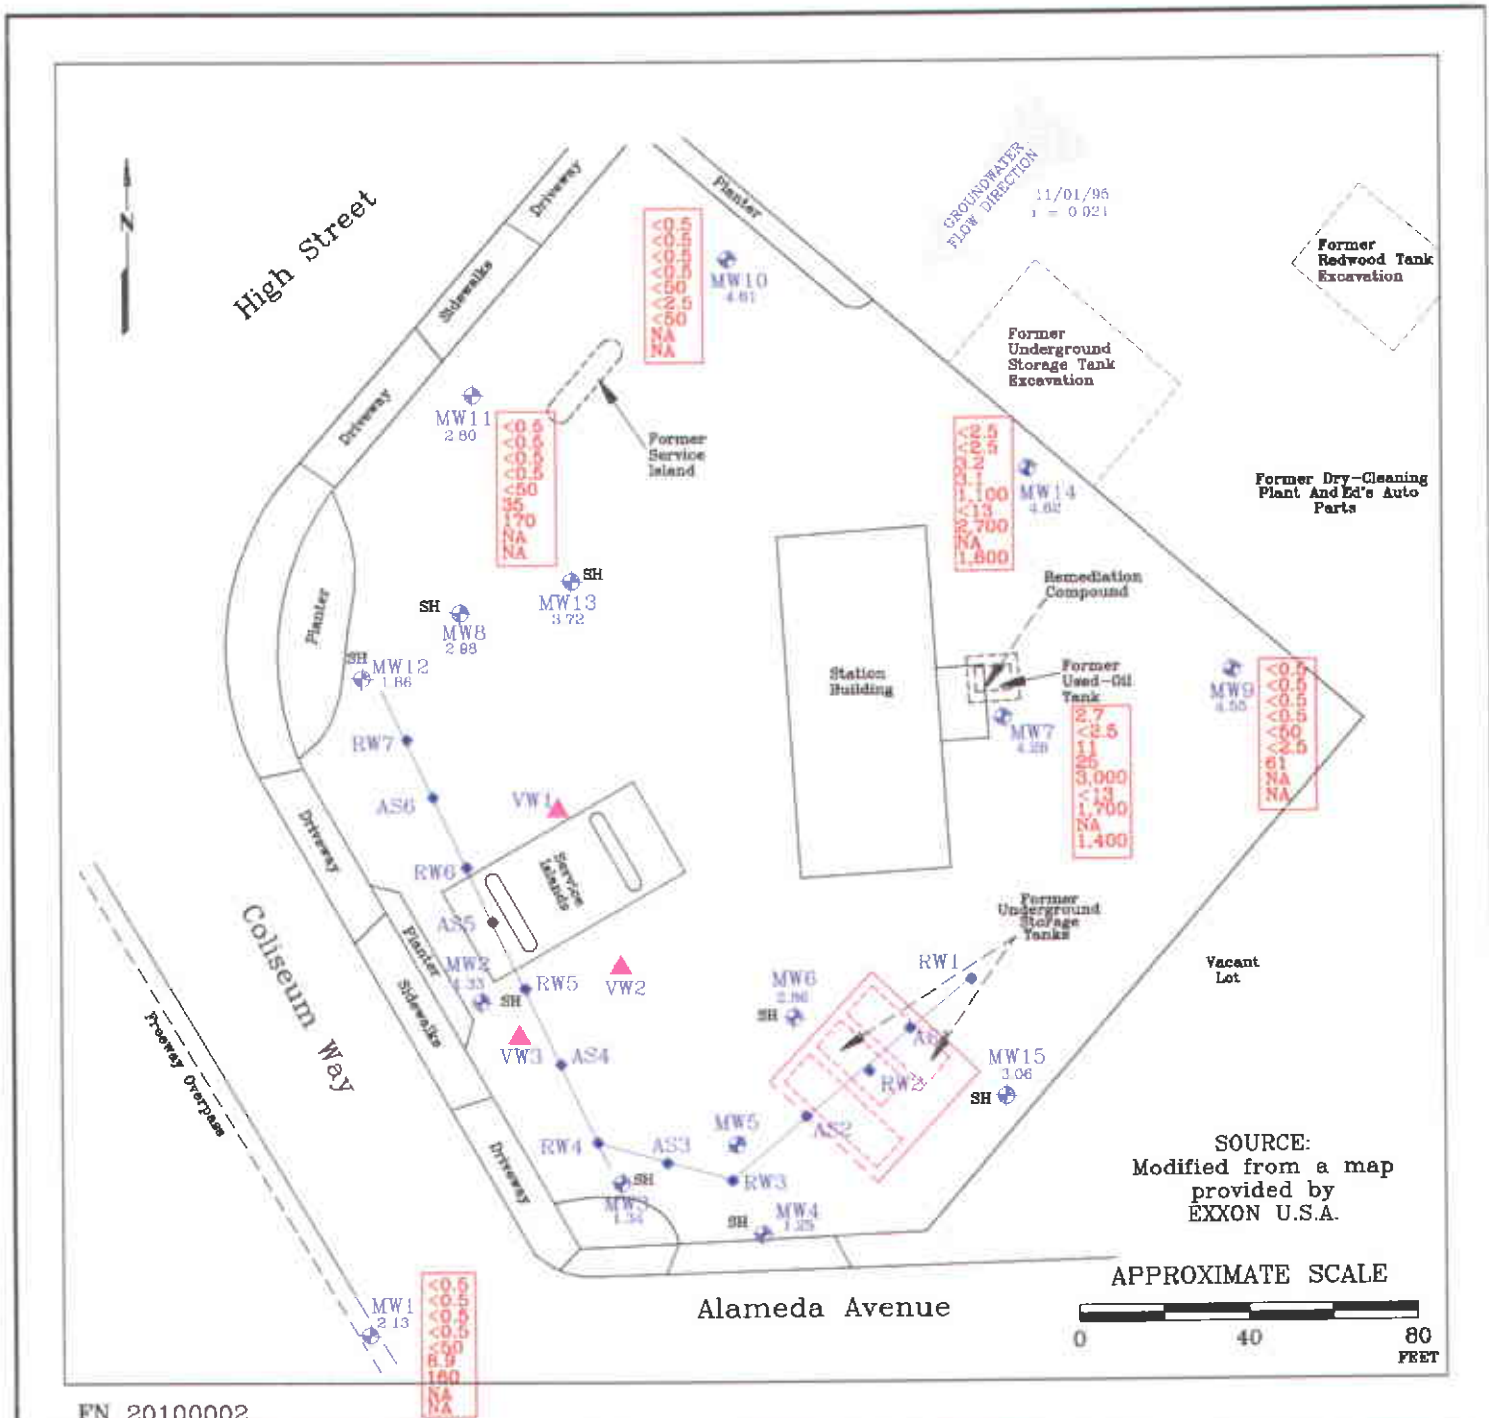 N
High Street
Driveway
Sidewalks
Driveway
Planter
GROUNDWATER
FLOW DIRECTION
11/01/95
i = 0.021
Former
Redwood Tank
Excavation
<0.5
<0.5
<0.5
<0.5
<50
<2.5
<50
NA
NA
MW10
4.61
Former
Underground
Storage Tank
Excavation
MW11
2.80
<0.5
<0.5
<0.5
<0.5
<50
35
170
NA
NA
Former
Service
Island
<2.5
<2.5
3.1
1,100
<13
2,700
NA
1,800
MW14
4.62
Former Dry-Cleaning
Plant And Ed's Auto
Parts
Planter
SH
MW13
3.72
SH
MW8
2.98
SH
MW12
1.86
Remediation
Compound
Former
Used-Oil
Tank
Station
Building
MW7
4.28
2.7
<2.5
11
25
3,000
<13
1,700
NA
1,400
MW9
4.55
<0.5
<0.5
<0.5
<0.5
<50
<2.5
61
NA
NA
RW7
AS6
VW1
Driveway
RW6
Service
Islands
AS5
Coliseum Way
Planter
Sidewalks
MW2
1.33
SH
RW5
VW2
VW3
AS4
Freeway Overpass
Former
Underground
Storage
Tanks
RW1
MW6
2.86
SH
RW2
MW15
3.06
SH
Vacant
Lot
AS2
MW5
RW4
AS3
RW3
Driveway
SH
MW3
1.34
SH
MW4
1.25
SOURCE:
Modified from a map
provided by
EXXON U.S.A.
APPROXIMATE SCALE
0
40
80
FEET
Alameda Avenue
MW1
2.13
<0.5
<0.5
<0.5
<0.5
<50
8.9
160
NA
NA
FN 20100002